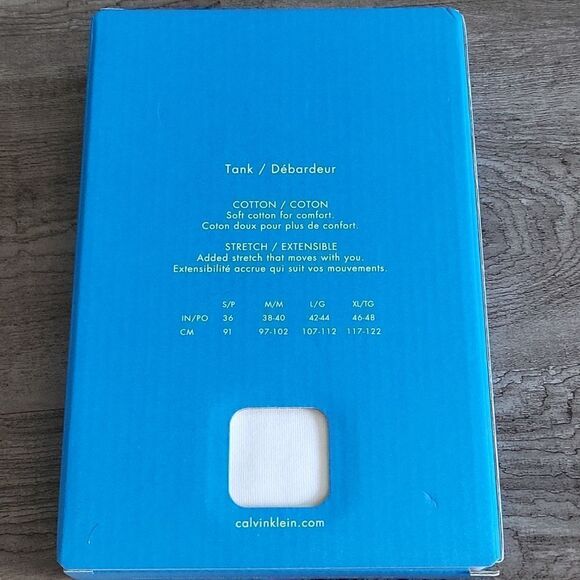 Tank / Débardeur
COTTON / COTON
Soft cotton for comfort.
Coton doux pour plus de confort.
STRETCH / EXTENSIBLE
Added stretch that moves with you.
Extensibilité accrue qui suit vos mouvements.
S/P M/M L/G XL/TG
IN/PO 36 38-40 42-44 46-48
CM 91 97-102 107-112 117-122
calvinklein.com